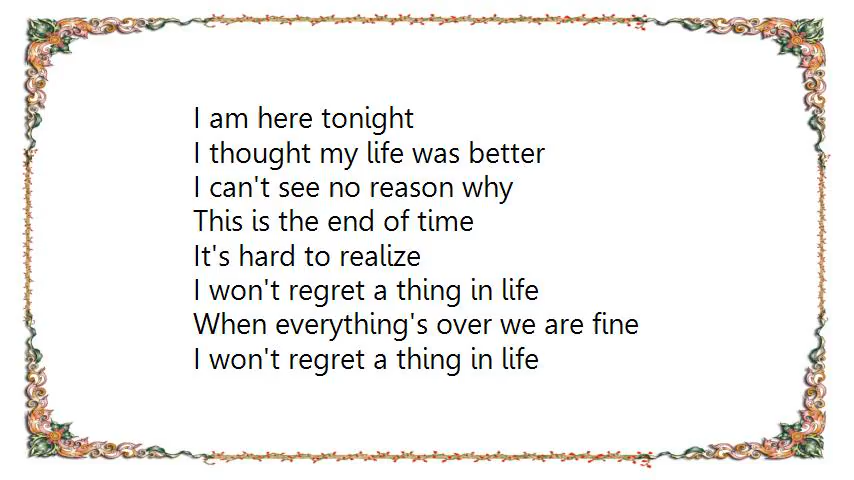 I am here tonight
I thought my life was better
I can't see no reason why
This is the end of time
It's hard to realize
I won't regret a thing in life
When everything's over we are fine
I won't regret a thing in life